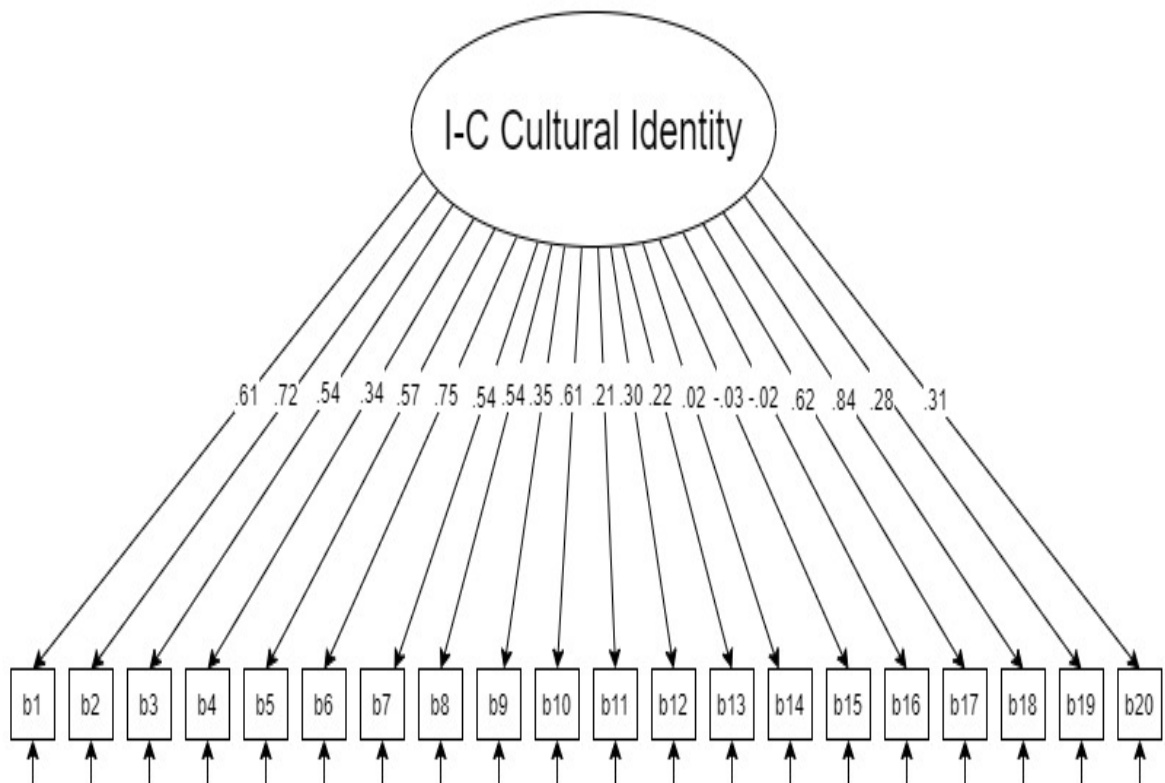 I-C Cultural Identity
.61 .72 .54 .34 .57 .75 .54 .54 .35 .61 .21 .30 .22 .02 -.03 -.02 .62 .84 .28 .31
b1 b2 b3 b4 b5 b6 b7 b8 b9 b10 b11 b12 b13 b14 b15 b16 b17 b18 b19 b20